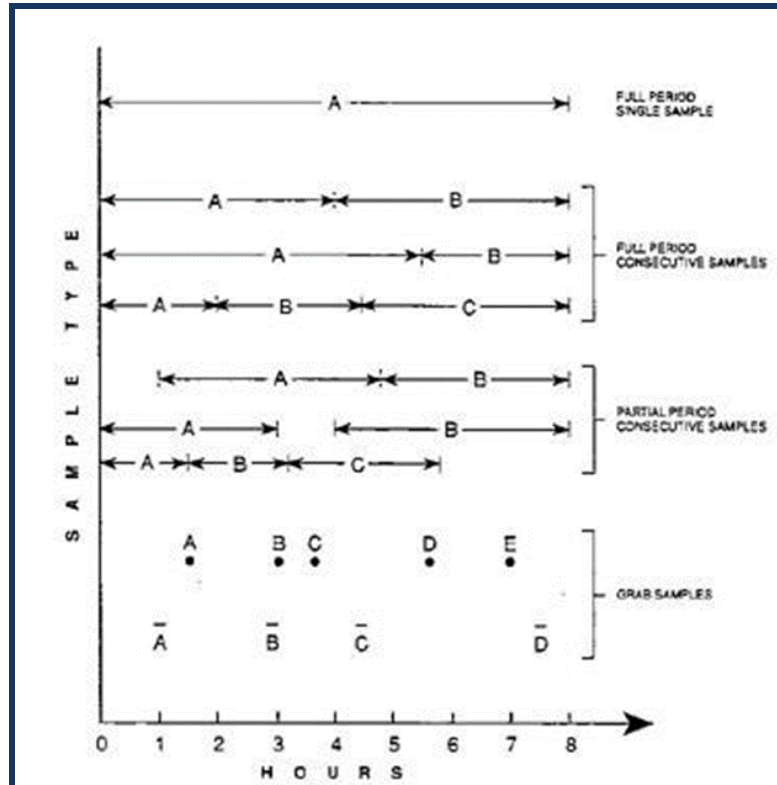 A
FULL PERIOD
SINGLE SAMPLE
A B
A B
FULL PERIOD
CONSECUTIVE SAMPLES
A B C
A B
A B
PARTIAL PERIOD
CONSECUTIVE SAMPLES
A B C
A B C D E
GRAB SAMPLES
A B C D
SAMPLE TYPE
0 1 2 3 4 5 6 7 8
HOURS